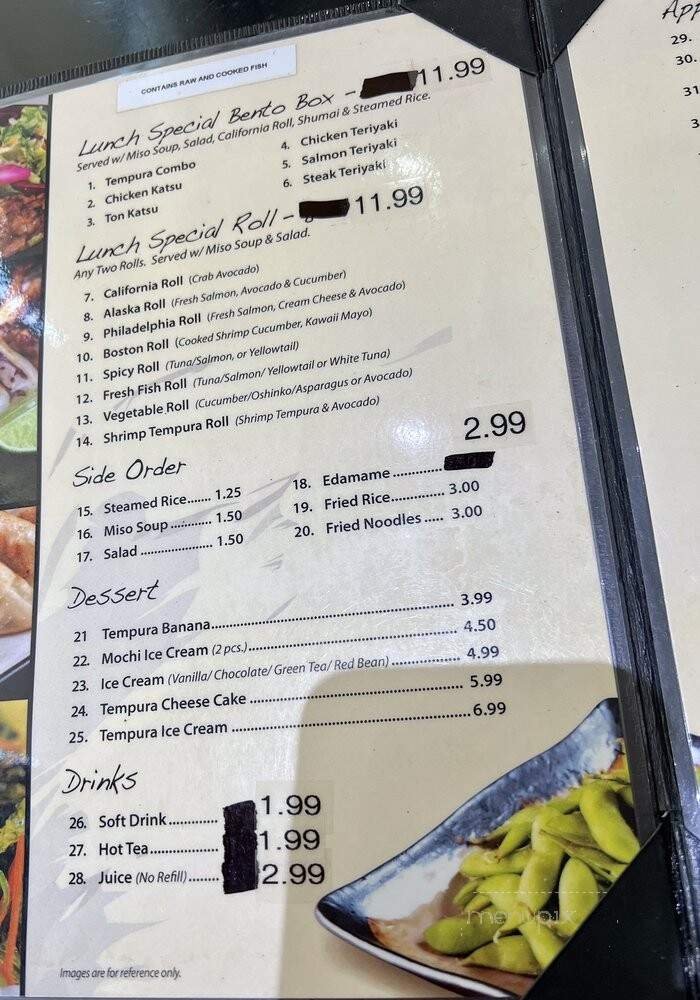 CONTAINS RAW AND COOKED FISH
Lunch Special Bento Box - 11.99
Served w/ Miso Soup, Salad, California Roll, Shumai & Steamed Rice.
1. Tempura Combo
2. Chicken Katsu
3. Ton Katsu
4. Chicken Teriyaki
5. Salmon Teriyaki
6. Steak Teriyaki
Lunch Special Roll - 11.99
Any Two Rolls. Served w/ Miso Soup & Salad.
7. California Roll (Crab Avocado)
8. Alaska Roll (Fresh Salmon, Avocado & Cucumber)
9. Philadelphia Roll (Fresh Salmon, Cream Cheese & Avocado)
10. Boston Roll (Cooked Shrimp Cucumber, Kawaii Mayo)
11. Spicy Roll (Tuna/Salmon, or Yellowtail)
12. Fresh Fish Roll (Tuna/Salmon/ Yellowtail or White Tuna)
13. Vegetable Roll (Cucumber/Oshinko/Asparagus or Avocado)
14. Shrimp Tempura Roll (Shrimp Tempura & Avocado)
Side Order
15. Steamed Rice....... 1.25
16. Miso Soup ........... 1.50
17. Salad ................... 1.50
2.99
18. Edamame .............
19. Fried Rice............. 3.00
20. Fried Noodles ..... 3.00
Dessert
21 Tempura Banana.......................................................... 3.99
22. Mochi Ice Cream (2 pcs.).................................................. 4.50
23. Ice Cream (Vanilla/ Chocolate/ Green Tea/ Red Bean) ................. 4.99
24. Tempura Cheese Cake .................................................... 5.99
25. Tempura Ice Cream ........................................................ 6.99
Drinks
26. Soft Drink............ 1.99
27. Hot Tea................ 1.99
28. Juice (No Refill)....... 2.99
Images are for reference only.
menupix
App
29.
30.
31
3